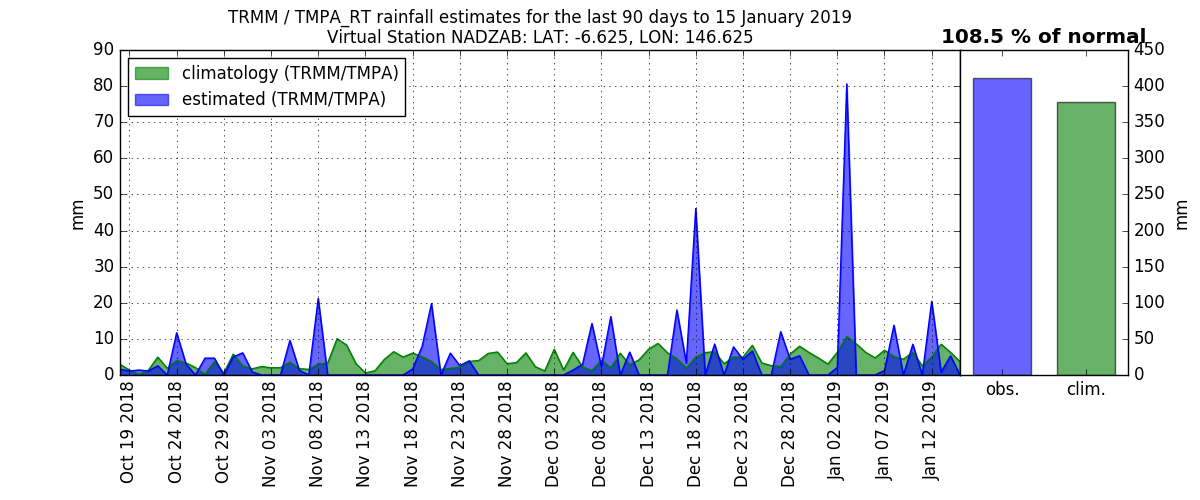 TRMM / TMPA_RT rainfall estimates for the last 90 days to 15 January 2019
Virtual Station NADZAB: LAT: -6.625, LON: 146.625
108.5 % of normal
climatology (TRMM/TMPA)
estimated (TRMM/TMPA)
mm
90
80
70
60
50
40
30
20
10
0
Oct 19 2018
Oct 24 2018
Oct 29 2018
Nov 03 2018
Nov 08 2018
Nov 13 2018
Nov 18 2018
Nov 23 2018
Nov 28 2018
Dec 03 2018
Dec 08 2018
Dec 13 2018
Dec 18 2018
Dec 23 2018
Dec 28 2018
Jan 02 2019
Jan 07 2019
Jan 12 2019
obs.
clim.
450
400
350
300
250
200
150
100
50
0
mm